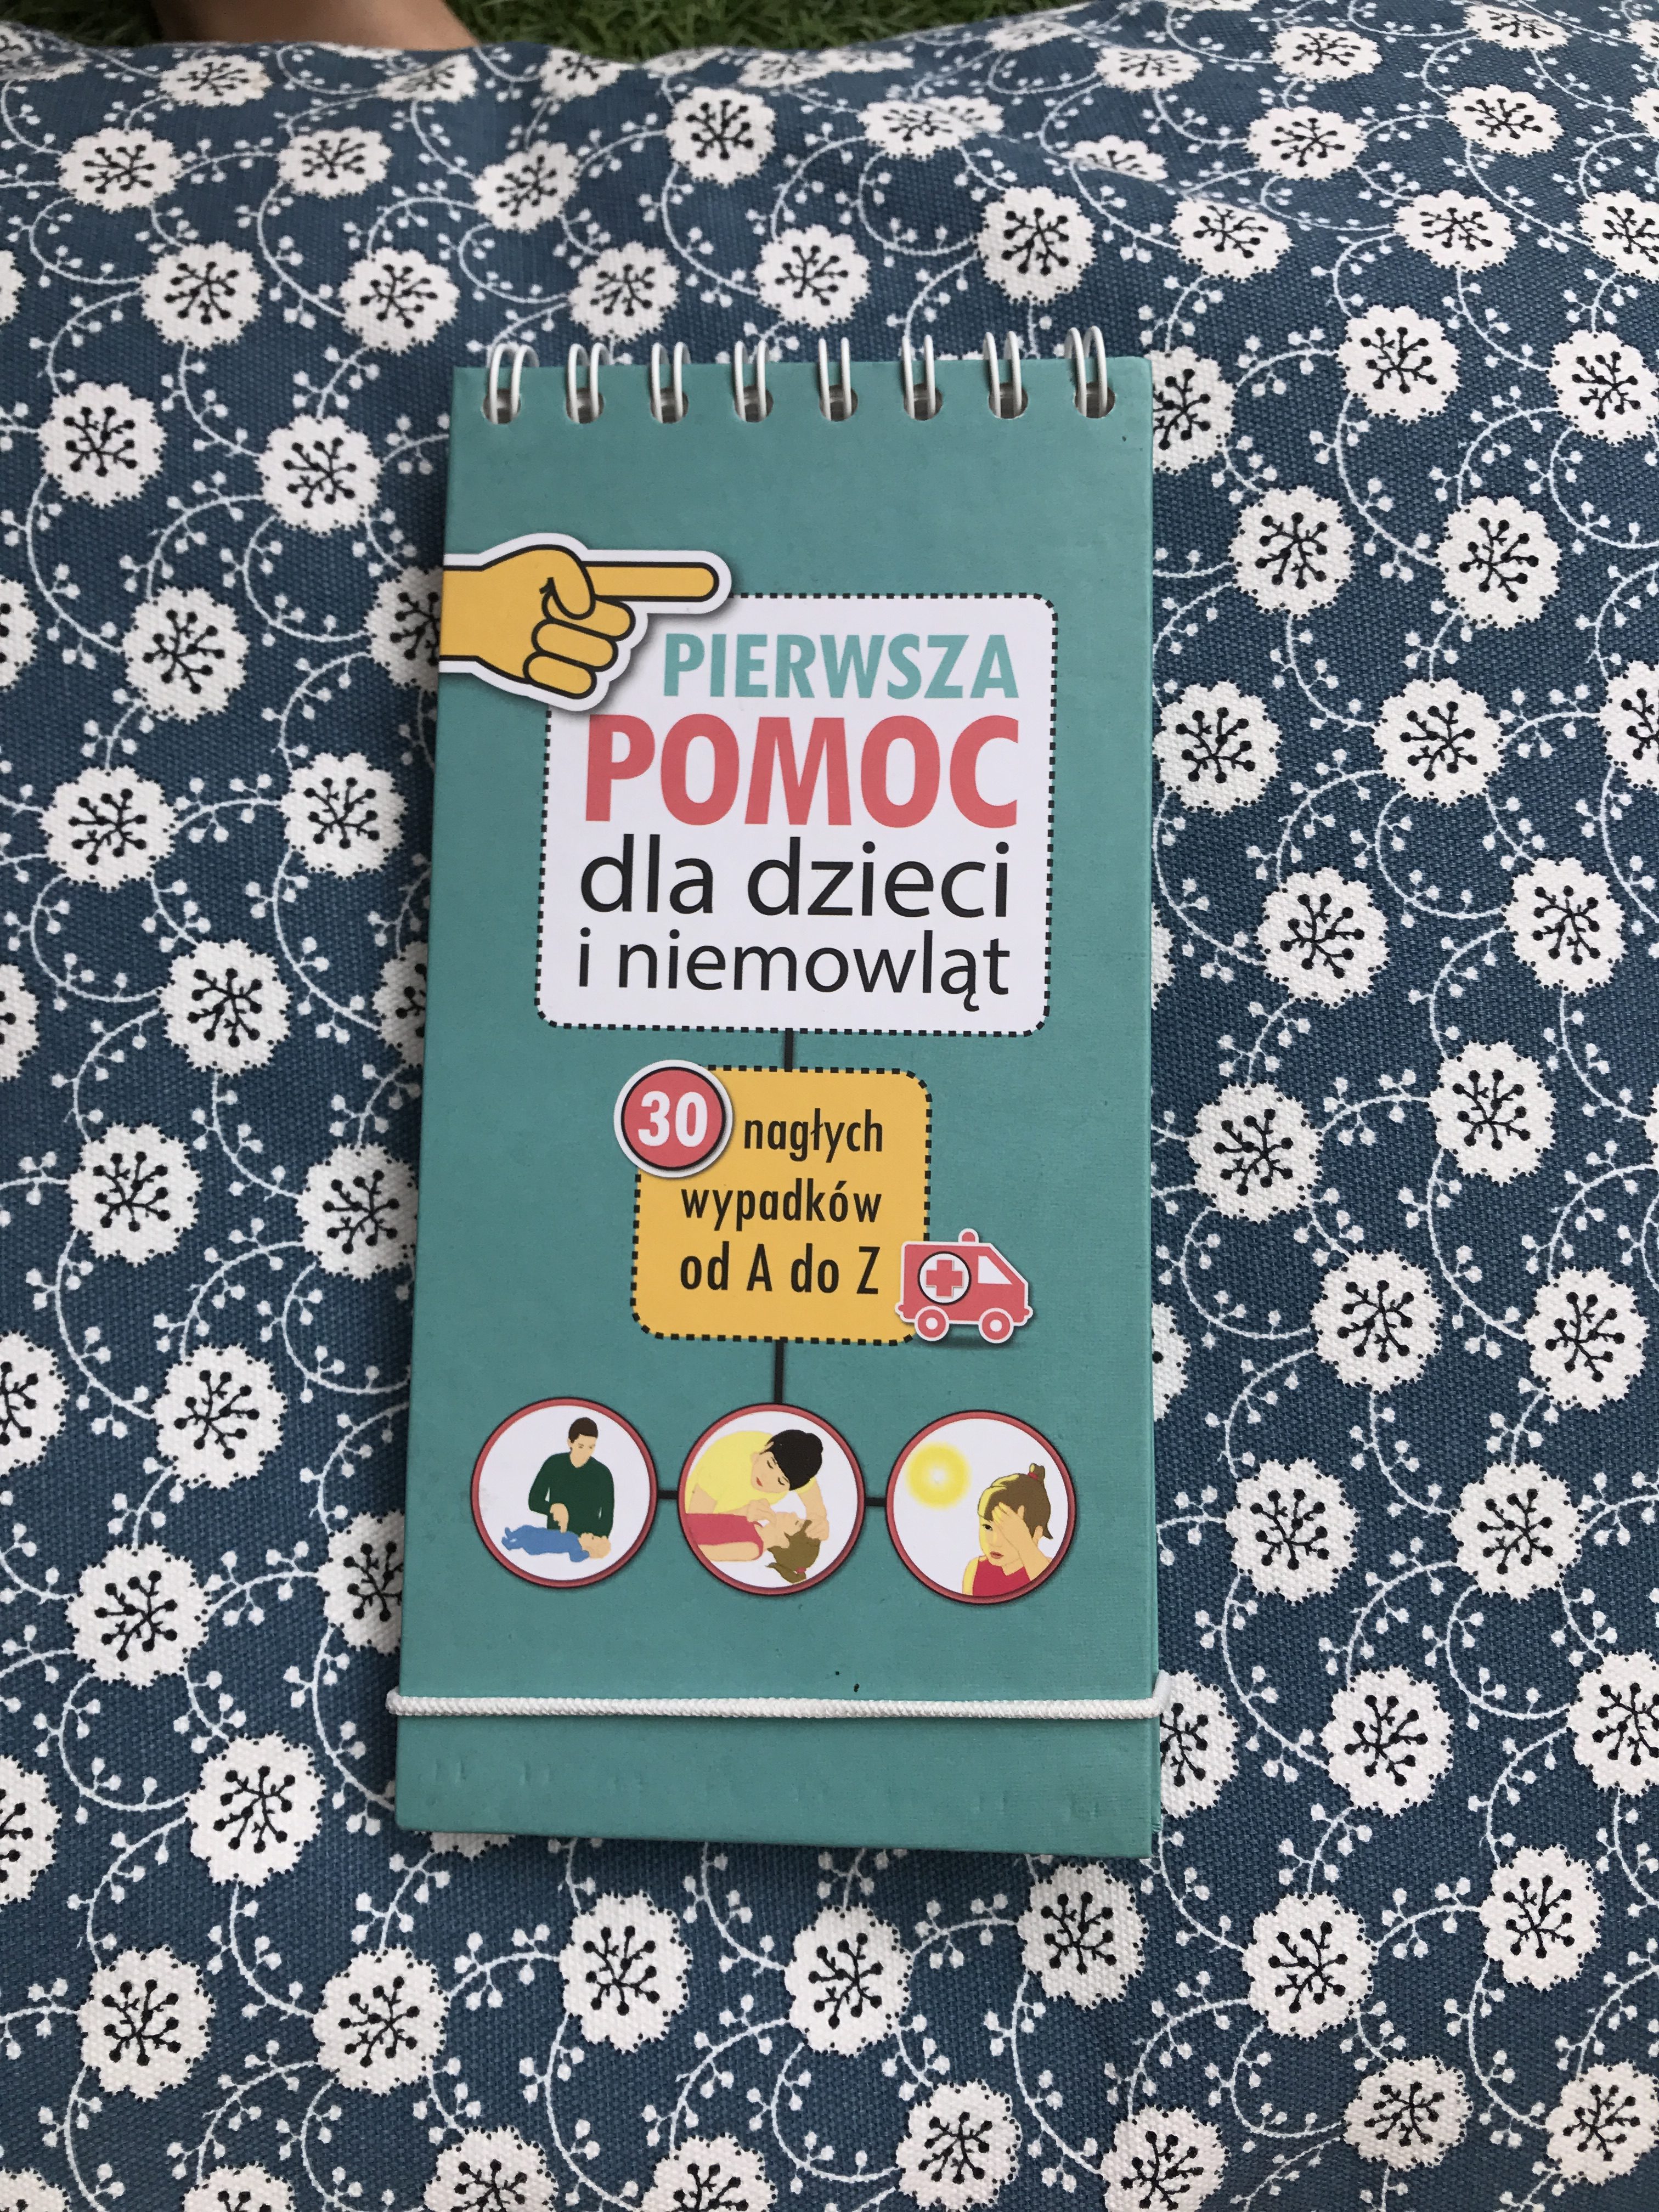 PIERWSZA
POMOC
dla dzieci
i niemowląt
30 nagłych
wypadków
od A do Z